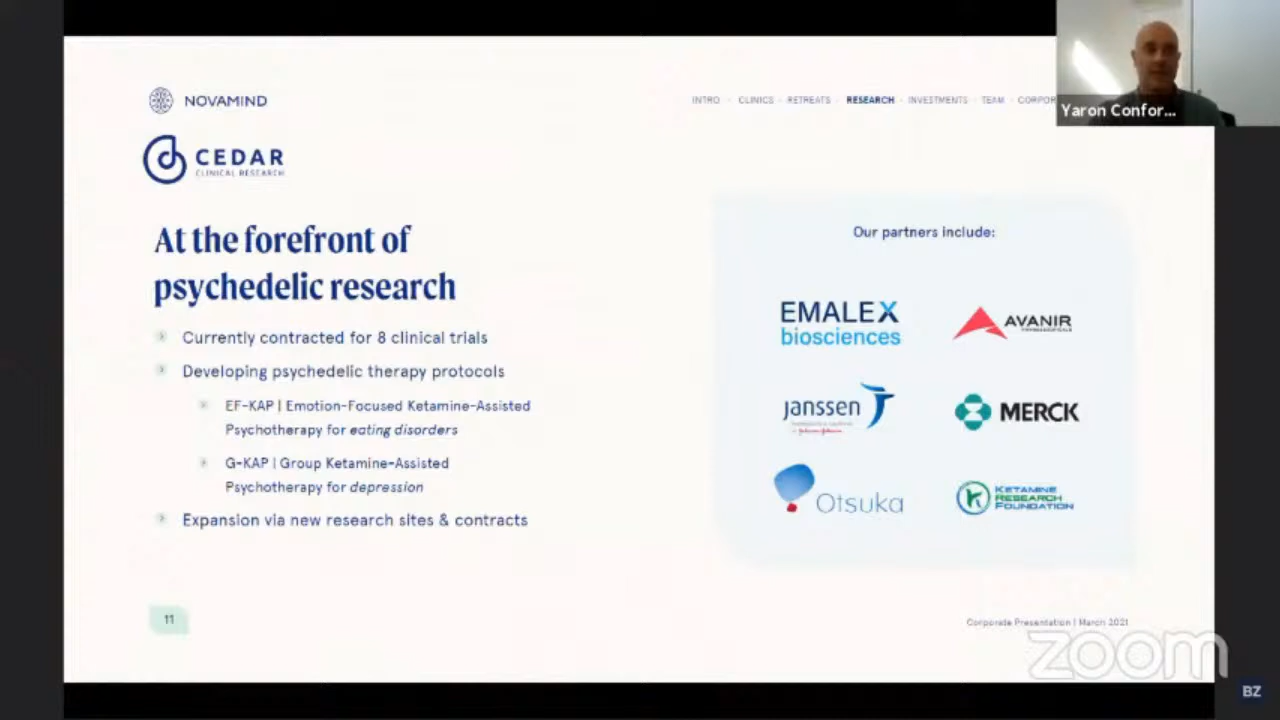 NOVAMIND
INTRO · CLINICS · RETREATS · RESEARCH · INVESTMENTS · TEAM · CORPOR
Yaron Confor...
CEDAR
CLINICAL RESEARCH
At the forefront of
psychedelic research
Currently contracted for 8 clinical trials
Developing psychedelic therapy protocols
EF-KAP | Emotion-Focused Ketamine-Assisted
Psychotherapy for eating disorders
G-KAP | Group Ketamine-Assisted
Psychotherapy for depression
Expansion via new research sites & contracts
Our partners include:
EMALEX
biosciences
AVANIR
PHARMACEUTICALS
janssen
MERCK
Otsuka
KETAMINE
RESEARCH
FOUNDATION
11
Corporate Presentation | March 2021
zoom
BZ